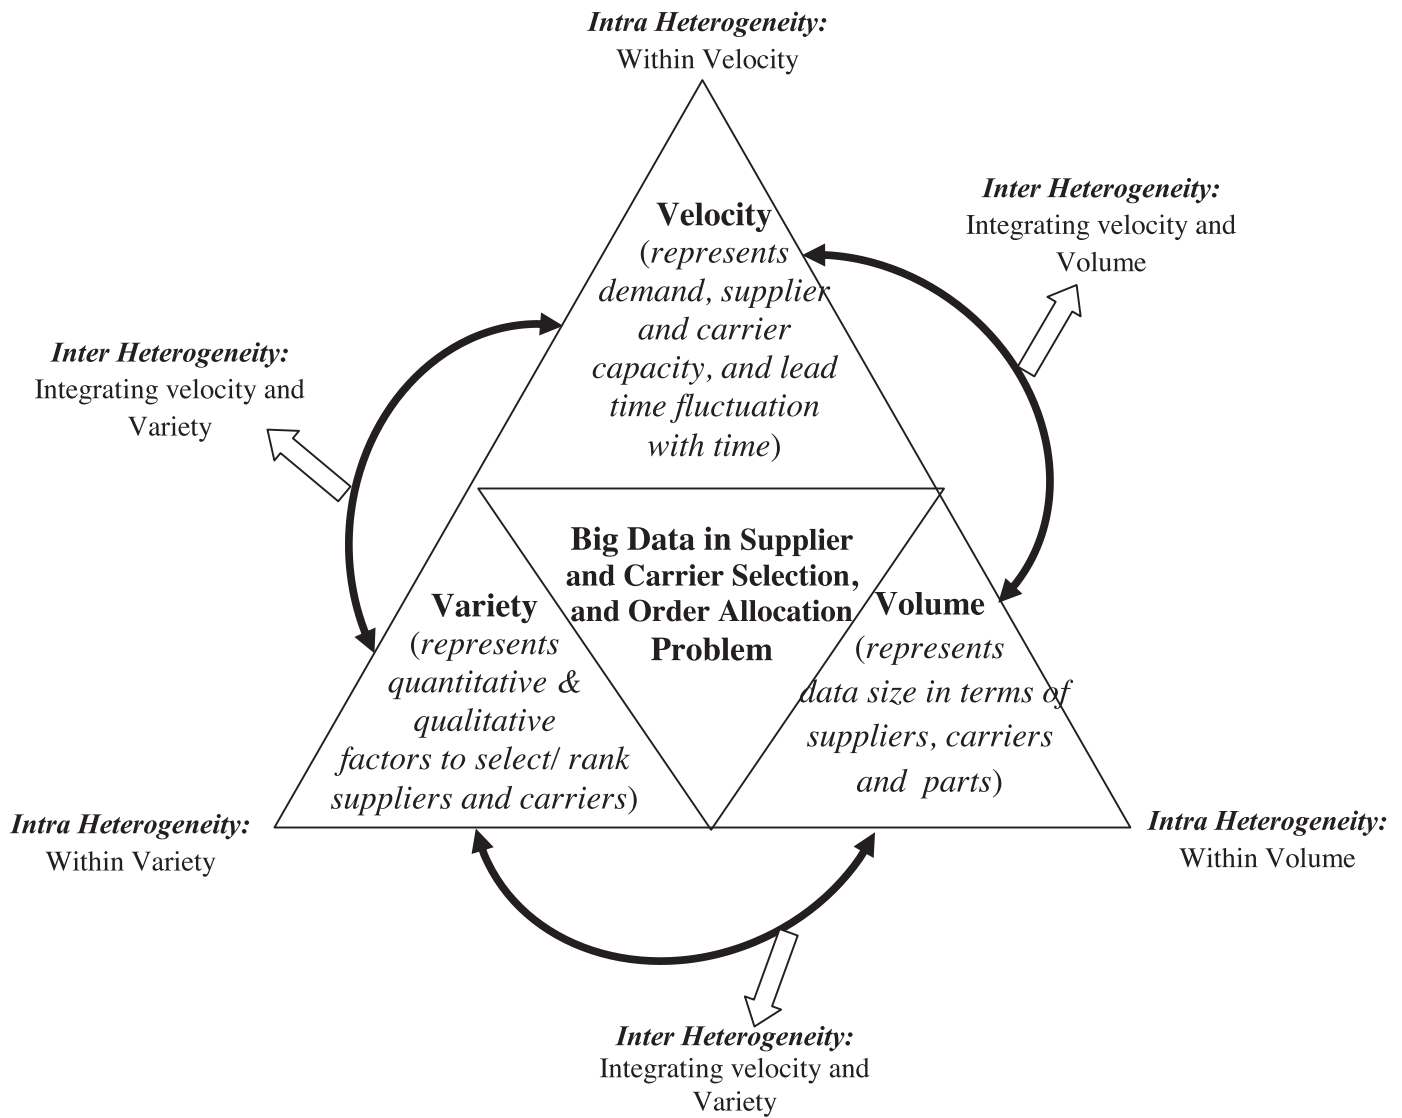 Intra Heterogeneity:
Within Velocity
Inter Heterogeneity:
Integrating velocity and
Volume
Velocity
(represents
demand, supplier
and carrier
capacity, and lead
time fluctuation
with time)
Inter Heterogeneity:
Integrating velocity and
Variety
Big Data in Supplier
and Carrier Selection,
and Order Allocation
Problem
Variety
(represents
quantitative &
qualitative
factors to select/ rank
suppliers and carriers)
Volume
(represents
data size in terms of
suppliers, carriers
and parts)
Intra Heterogeneity:
Within Variety
Intra Heterogeneity:
Within Volume
Inter Heterogeneity:
Integrating velocity and
Variety